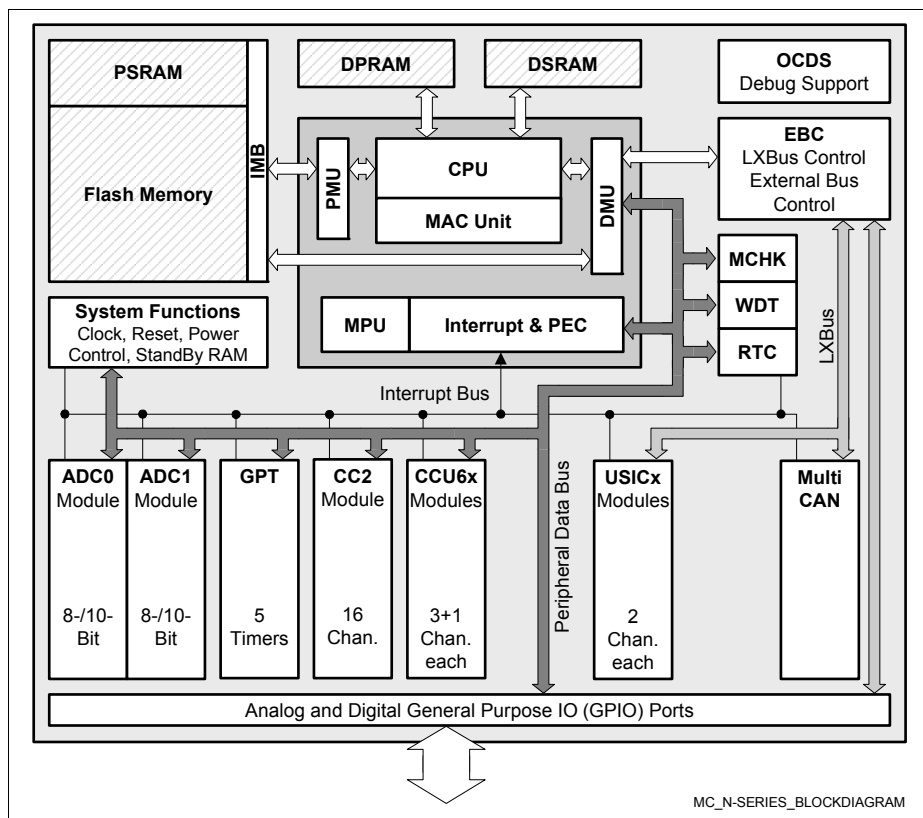 PSRAM
Flash Memory
IMB
DPRAM
DSRAM
OCDS
Debug Support
PMU
CPU
MAC Unit
DMU
EBC
LXBus Control
External Bus
Control
MPU
Interrupt & PEC
MCHK
WDT
RTC
LXBus
System Functions
Clock, Reset, Power
Control, StandBy RAM
Interrupt Bus
Peripheral Data Bus
ADC0
Module
8-/10-
Bit
ADC1
Module
8-/10-
Bit
GPT
5
Timers
CC2
Module
16
Chan.
CCU6x
Modules
3+1
Chan.
each
USICx
Modules
2
Chan.
each
Multi
CAN
Analog and Digital General Purpose IO (GPIO) Ports
MC_N-SERIES_BLOCKDIAGRAM